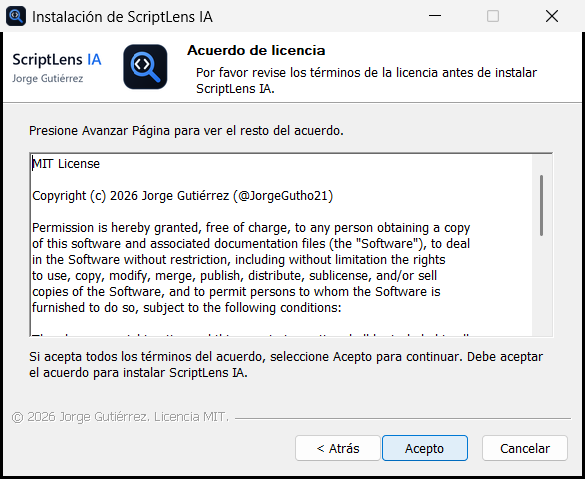 Instalación de ScriptLens IA
ScriptLens IA
Jorge Gutiérrez
Acuerdo de licencia
Por favor revise los términos de la licencia antes de instalar
ScriptLens IA.
Presione Avanzar Página para ver el resto del acuerdo.
MIT License
Copyright (c) 2026 Jorge Gutiérrez (@JorgeGutho21)
Permission is hereby granted, free of charge, to any person obtaining a copy
of this software and associated documentation files (the "Software"), to deal
in the Software without restriction, including without limitation the rights
to use, copy, modify, merge, publish, distribute, sublicense, and/or sell
copies of the Software, and to permit persons to whom the Software is
furnished to do so, subject to the following conditions:
Si acepta todos los términos del acuerdo, seleccione Acepto para continuar. Debe aceptar
el acuerdo para instalar ScriptLens IA.
© 2026 Jorge Gutiérrez. Licencia MIT.
< Atrás
Acepto
Cancelar